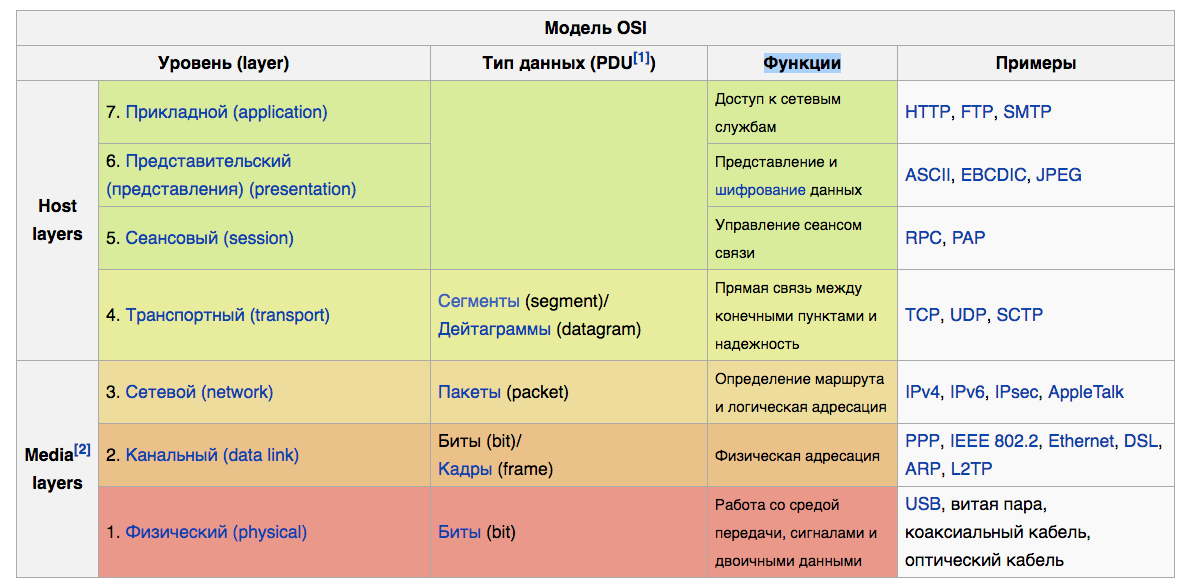 Модель OSI
Уровень (layer)
Тип данных (PDU[1])
Функции
Примеры
Host
layers
7. Прикладной (application)
Доступ к сетевым
службам
HTTP, FTP, SMTP
6. Представительский
(представления) (presentation)
Представление и
шифрование данных
ASCII, EBCDIC, JPEG
5. Сеансовый (session)
Управление сеансом
связи
RPC, PAP
4. Транспортный (transport)
Сегменты (segment)/
Дейтаграммы (datagram)
Прямая связь между
конечными пунктами и
надежность
TCP, UDP, SCTP
Media[2]
layers
3. Сетевой (network)
Пакеты (packet)
Определение маршрута
и логическая адресация
IPv4, IPv6, IPsec, AppleTalk
2. Канальный (data link)
Биты (bit)/
Кадры (frame)
Физическая адресация
PPP, IEEE 802.2, Ethernet, DSL,
ARP, L2TP
1. Физический (physical)
Биты (bit)
Работа со средой
передачи, сигналами и
двоичными данными
USB, витая пара,
коаксиальный кабель,
оптический кабель